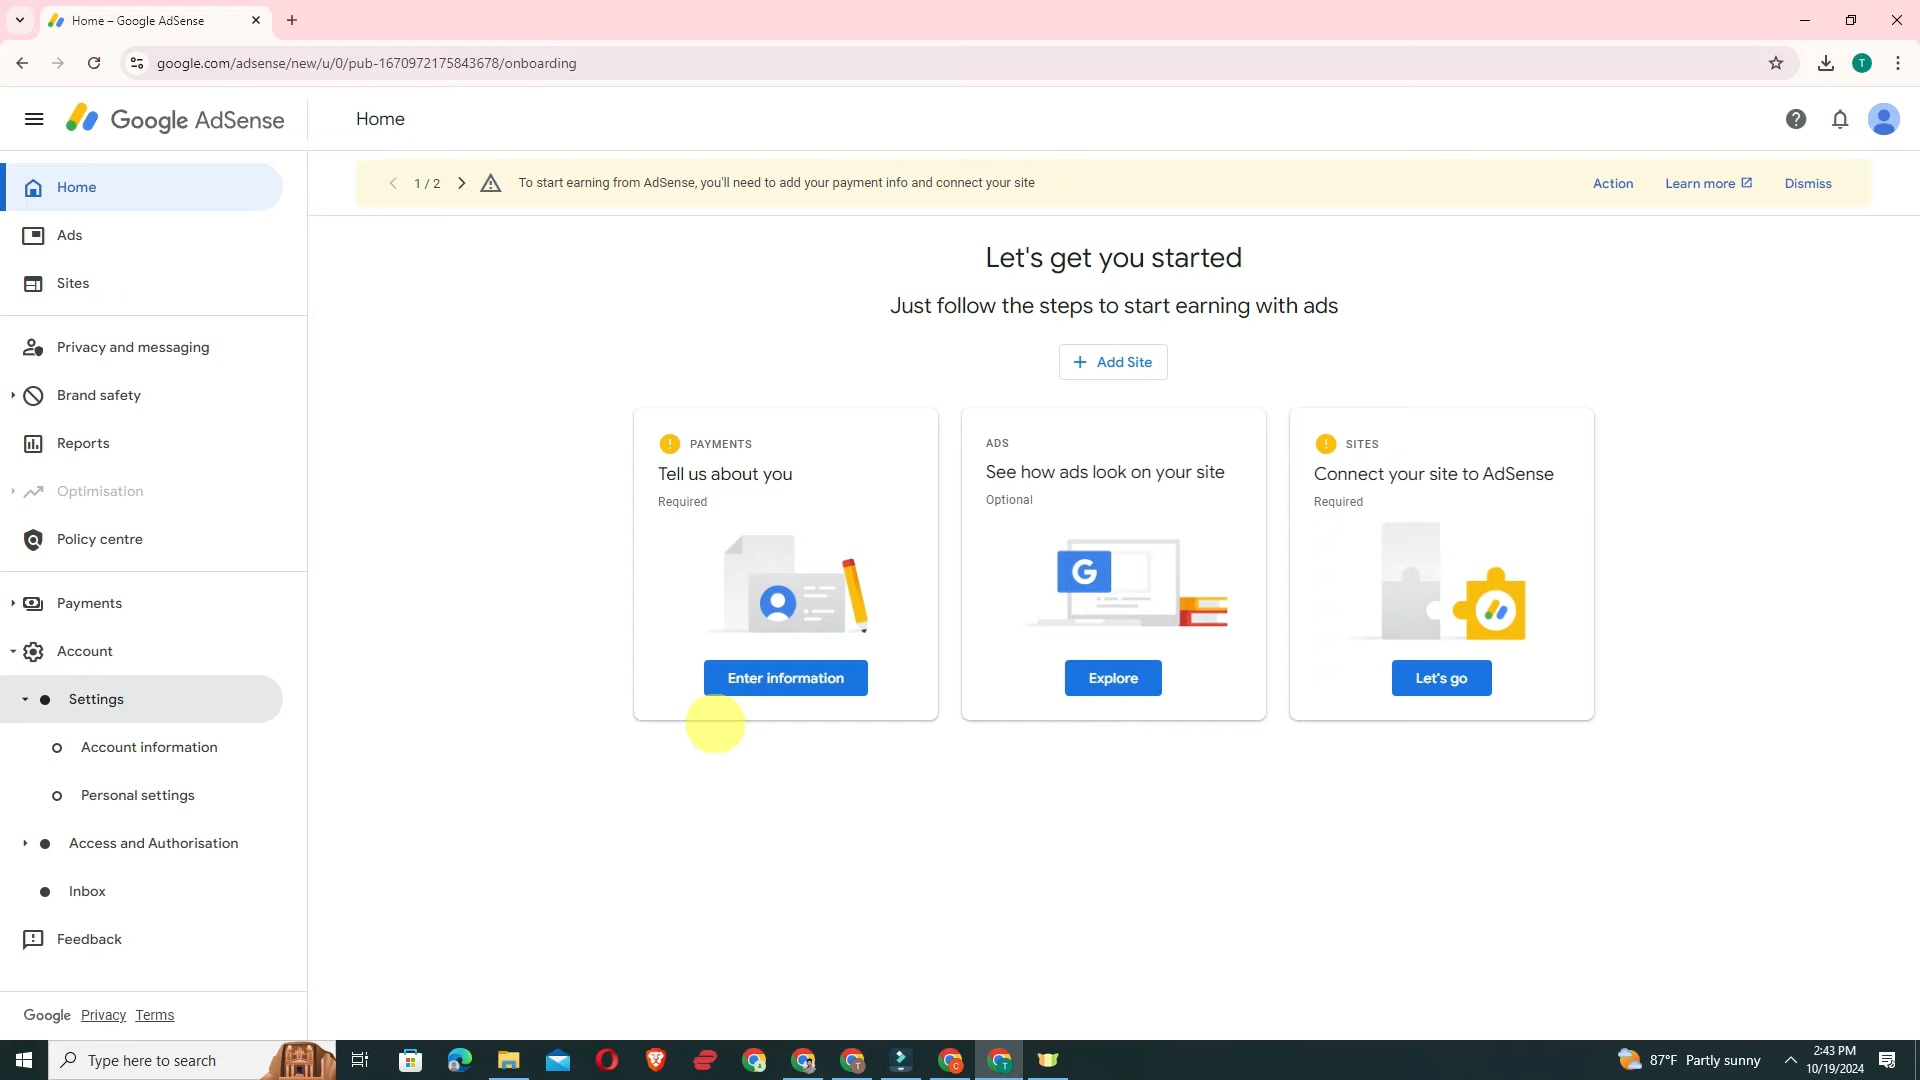 Home – Google AdSense
google.com/adsense/new/u/0/pub-1670972175843678/onboarding
T
Google AdSense
Home
Home
Ads
Sites
Privacy and messaging
Brand safety
Reports
Optimisation
Policy centre
Payments
Account
Settings
Account information
Personal settings
Access and Authorisation
Inbox
Feedback
Google Privacy Terms
1 / 2
To start earning from AdSense, you'll need to add your payment info and connect your site
Action
Learn more
Dismiss
Let's get you started
Just follow the steps to start earning with ads
+ Add Site
PAYMENTS
Tell us about you
Required
Enter information
ADS
See how ads look on your site
Optional
G
Explore
SITES
Connect your site to AdSense
Required
Let's go
Type here to search
87°F Partly sunny
2:43 PM
10/19/2024